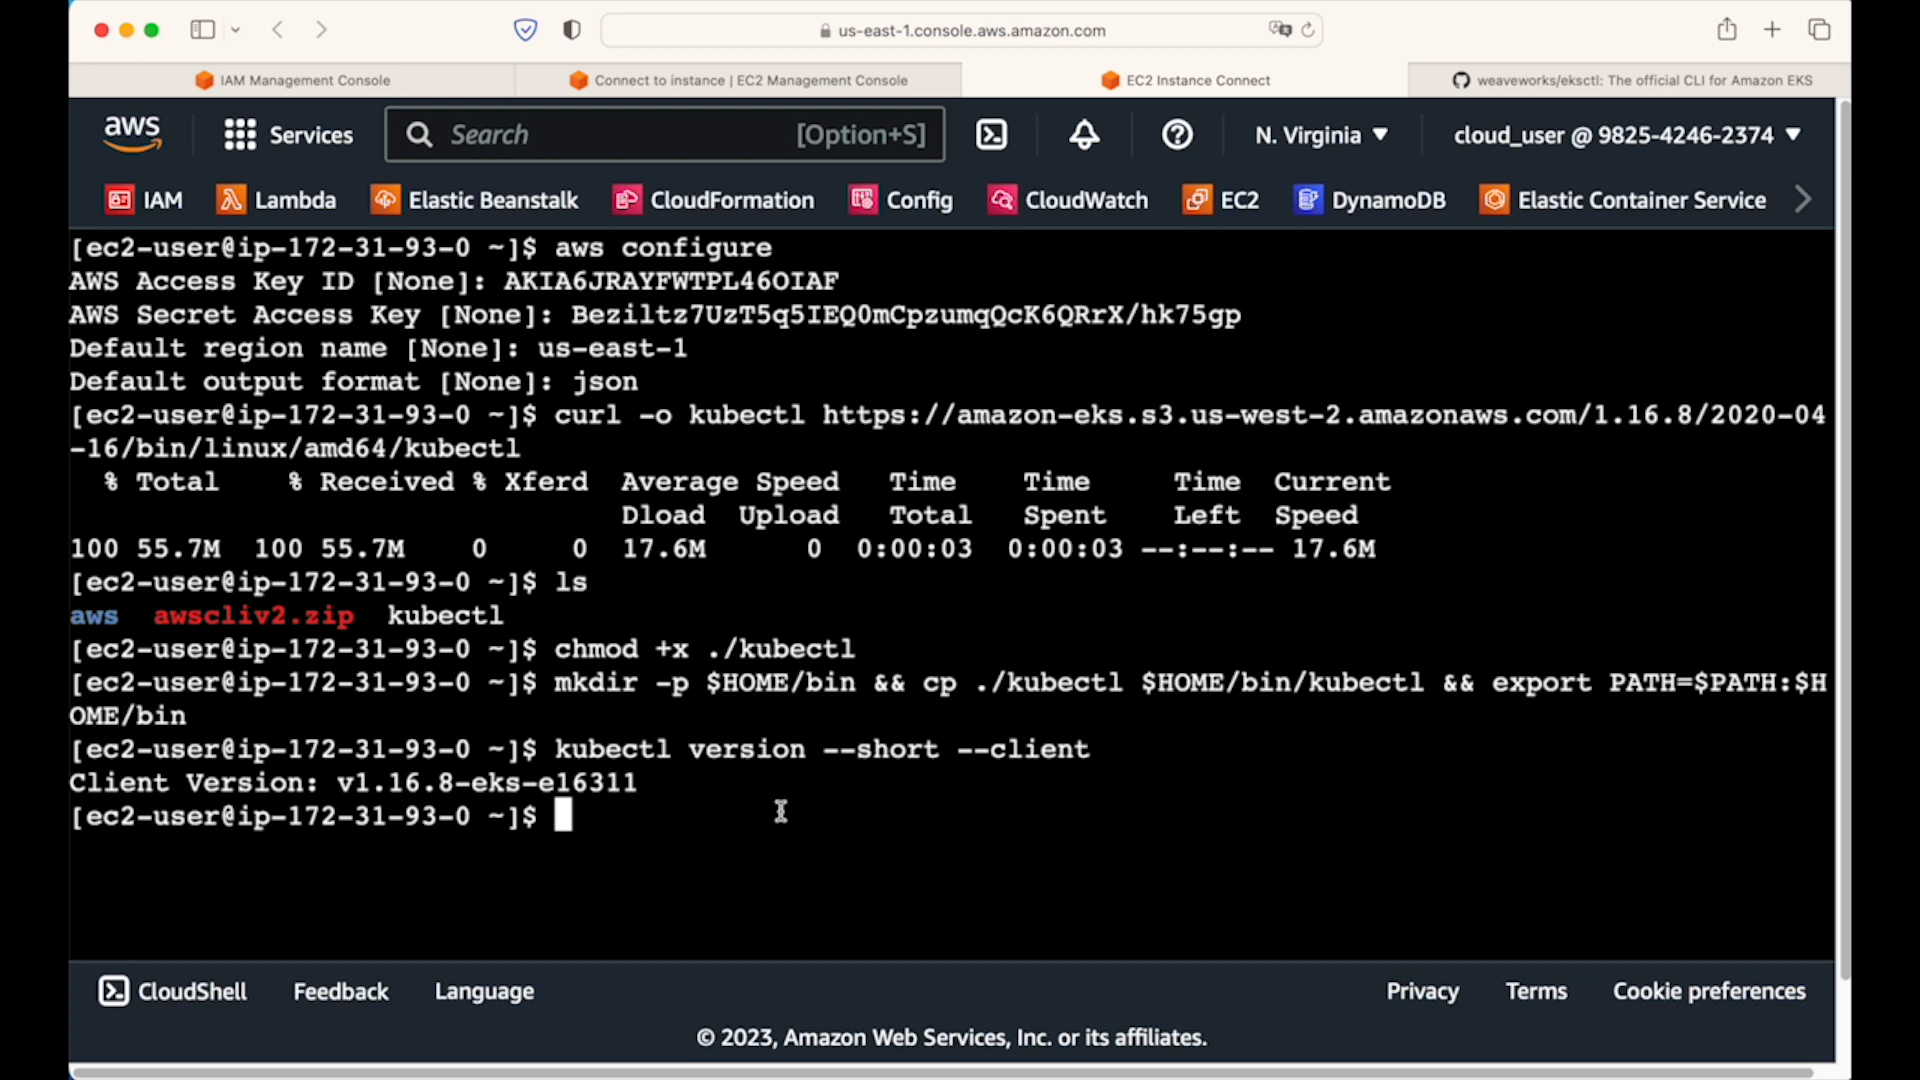 us-east-1.console.aws.amazon.com
IAM Management Console
Connect to instance | EC2 Management Console
EC2 Instance Connect
weaveworks/eksctl: The official CLI for Amazon EKS
aws
Services
Search
[Option+S]
N. Virginia
cloud_user @ 9825-4246-2374
IAM
Lambda
Elastic Beanstalk
CloudFormation
Config
CloudWatch
EC2
DynamoDB
Elastic Container Service
[ec2-user@ip-172-31-93-0 ~]$ aws configure
AWS Access Key ID [None]: AKIA6JRAYFWTPL46OIAF
AWS Secret Access Key [None]: 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
Default region name [None]: us-east-1
Default output format [None]: json
[ec2-user@ip-172-31-93-0 ~]$ curl -o kubectl https://amazon-eks.s3.us-west-2.amazonaws.com/1.16.8/2020-04
-16/bin/linux/amd64/kubectl
% Total % Received % Xferd Average Speed Time Time Time Current
Dload Upload Total Spent Left Speed
100 55.7M 100 55.7M 0 0 17.6M 0 0:00:03 0:00:03 --:--:-- 17.6M
[ec2-user@ip-172-31-93-0 ~]$ ls
aws awscliv2.zip kubectl
[ec2-user@ip-172-31-93-0 ~]$ chmod +x ./kubectl
[ec2-user@ip-172-31-93-0 ~]$ mkdir -p $HOME/bin && cp ./kubectl $HOME/bin/kubectl && export PATH=$PATH:$H
OME/bin
[ec2-user@ip-172-31-93-0 ~]$ kubectl version --short --client
Client Version: v1.16.8-eks-e16311
[ec2-user@ip-172-31-93-0 ~]$
CloudShell
Feedback
Language
Privacy
Terms
Cookie preferences
© 2023, Amazon Web Services, Inc. or its affiliates.